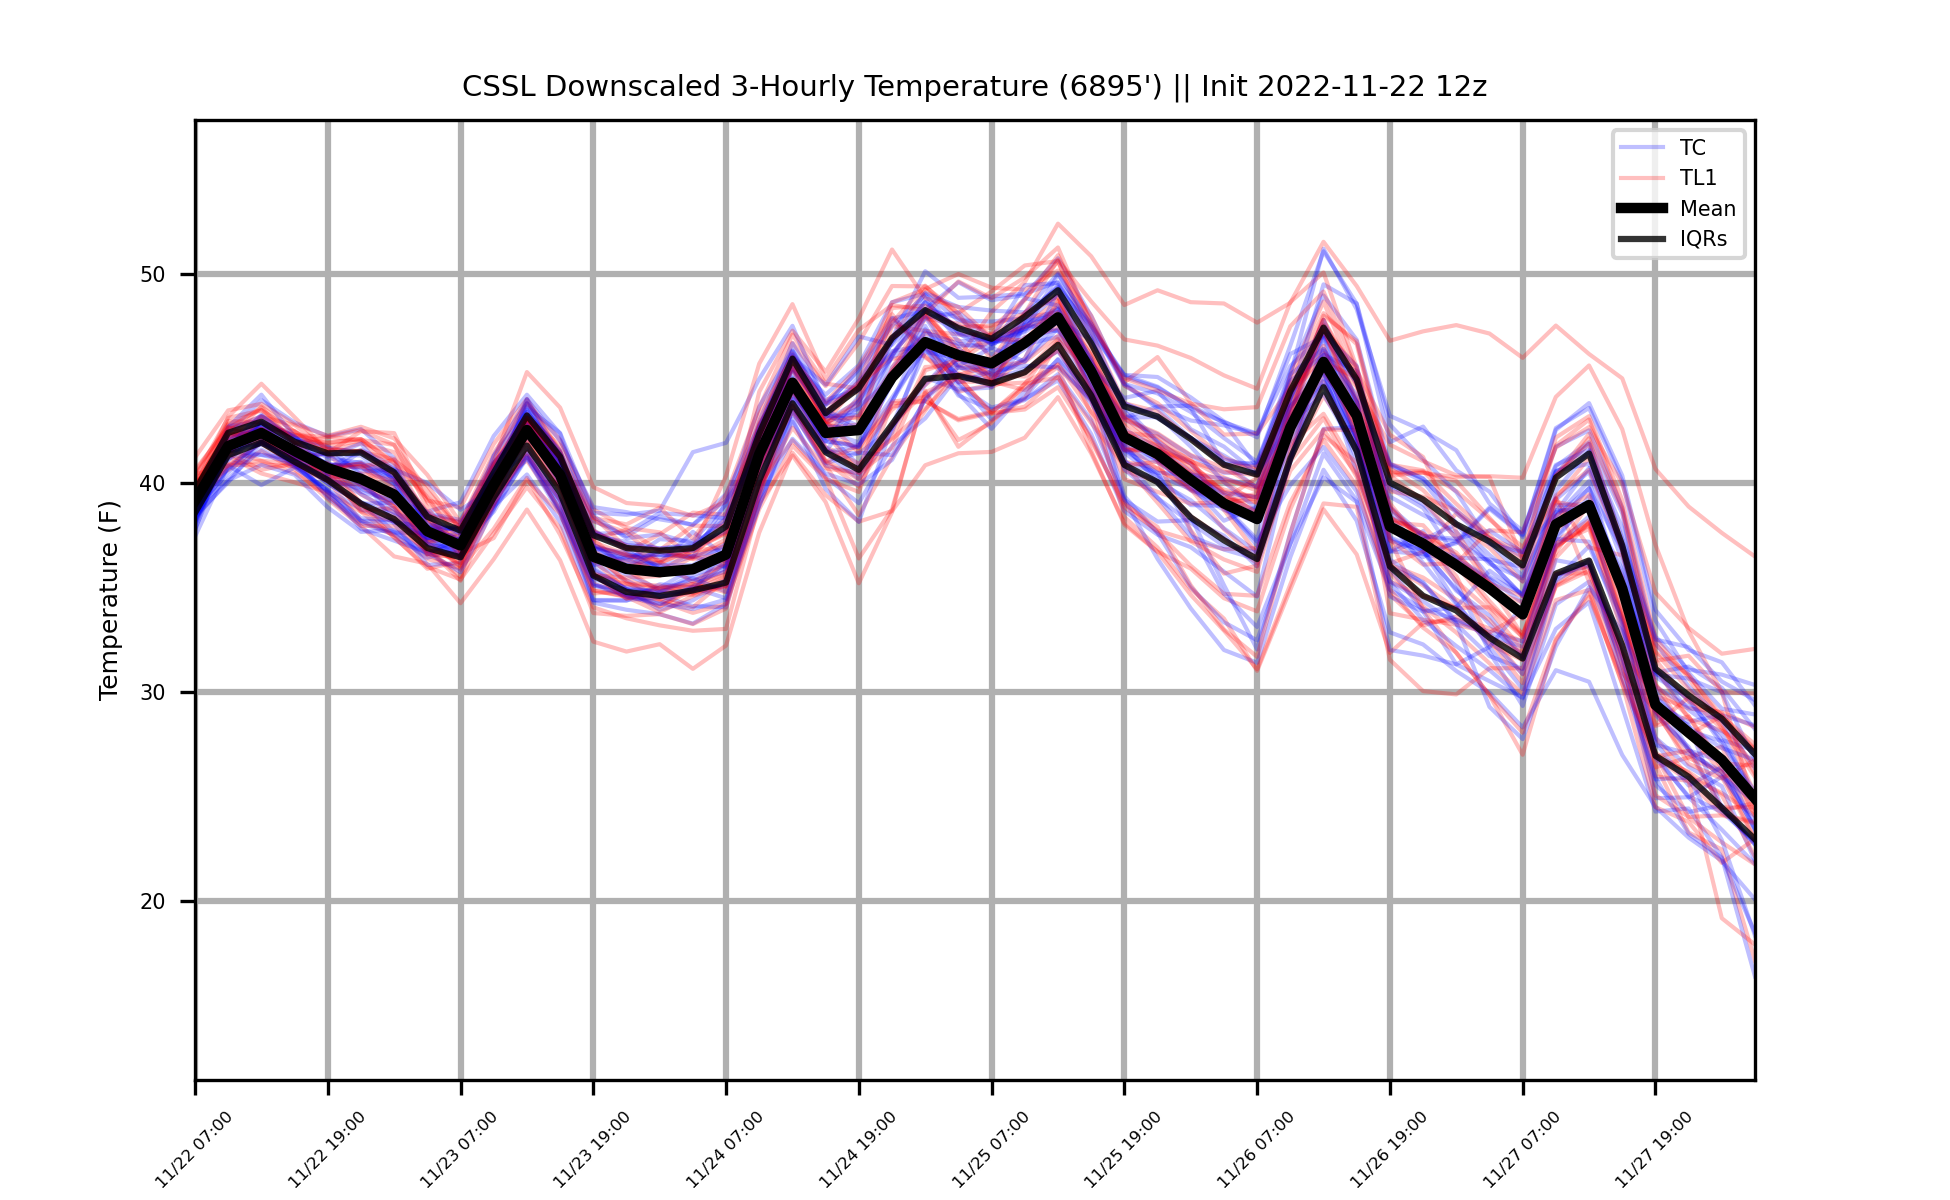 CSSL Downscaled 3-Hourly Temperature (6895') || Init 2022-11-22 12z
TC
TL1
Mean
IQRs
Temperature (F)
50
40
30
20
11/22 07:00
11/22 19:00
11/23 07:00
11/23 19:00
11/24 07:00
11/24 19:00
11/25 07:00
11/25 19:00
11/26 07:00
11/26 19:00
11/27 07:00
11/27 19:00